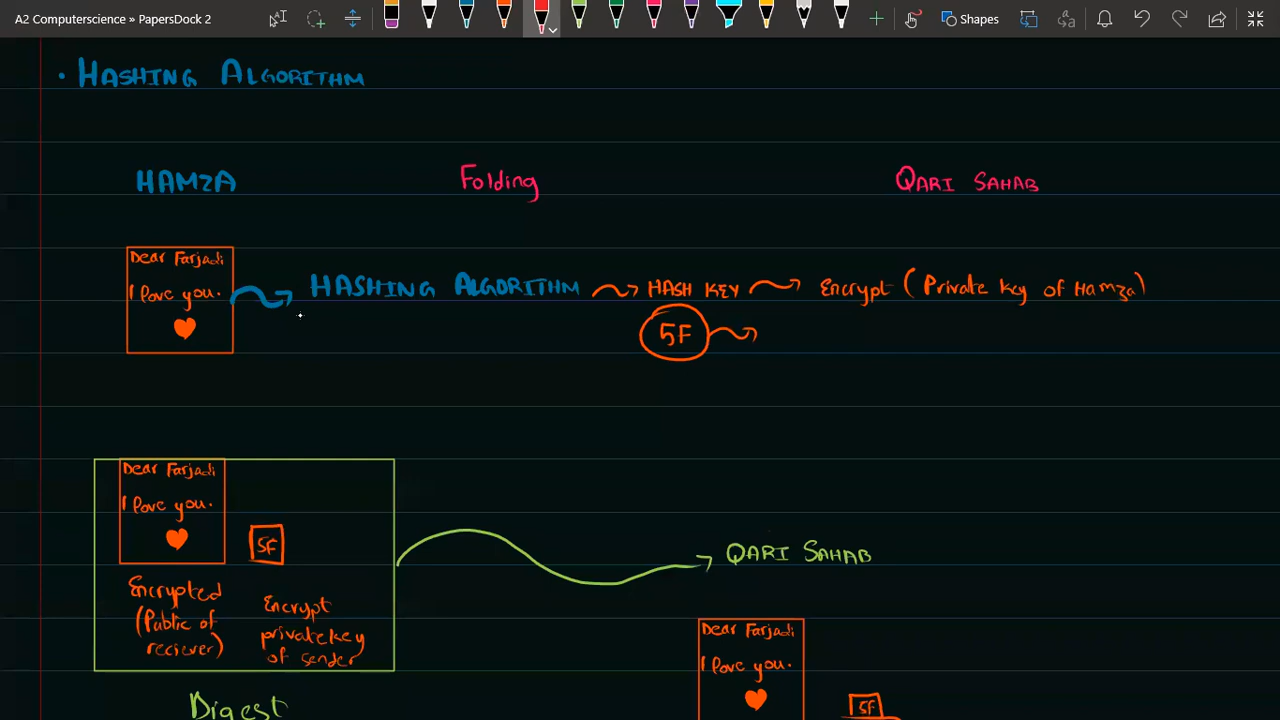 A2 Computerscience » PapersDock 2
Shapes
• HASHING ALGORITHM
HAMZA
Folding
QARI SAHAB
Dear Farjadi
I love you.
HASHING ALGORITHM
HASH KEY
Encrypt (Private key of Hamza)
5F
Dear Farjadi
I love you.
5F
Encrypted
(Public of
reciever)
Encrypt
private key
of sender
QARI SAHAB
Dear Farjadi
I love you.
5F
Digest